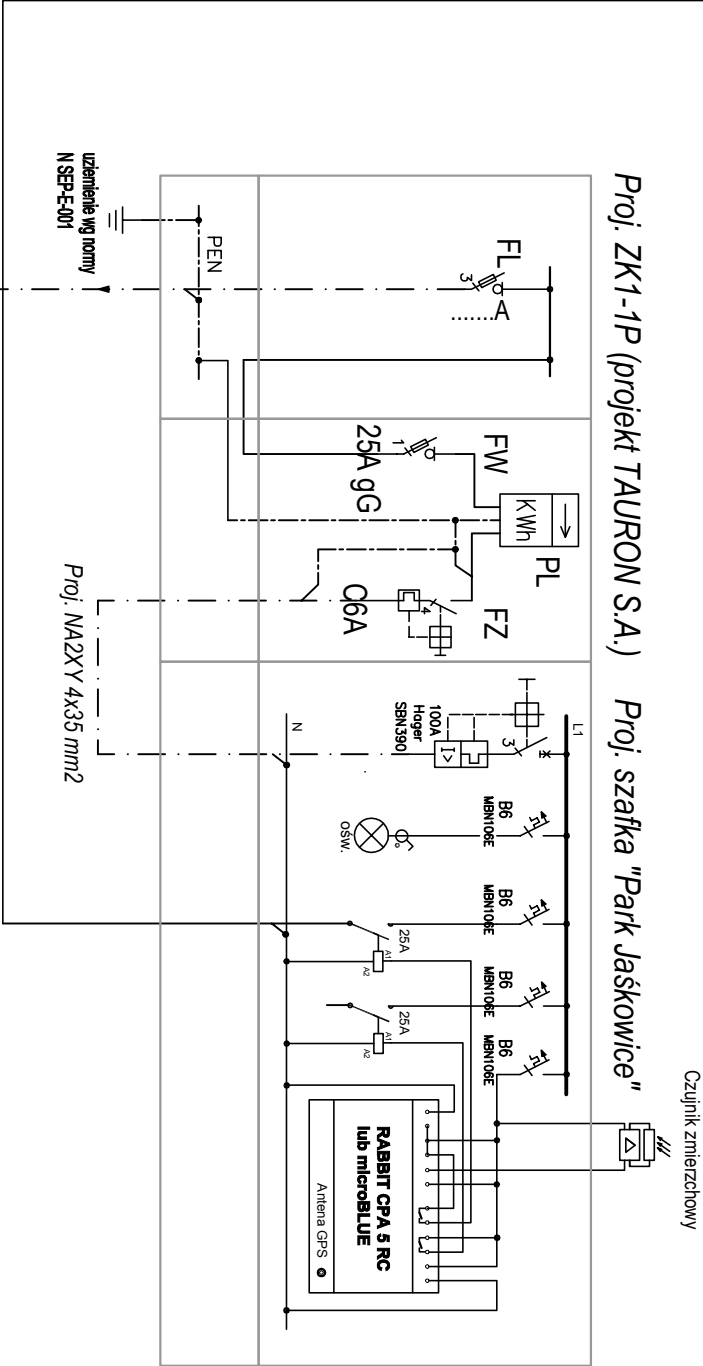 Proj. ZK1-1P (projekt TAURON S.A.)
Proj. szafka "Park Jaśkowice"
Czujnik zmierzchowy
FL
3
.......A
PEN
uziemienie wg normy
N SEP-E-001
FW
1
25A gG
KWh
PL
FZ
4
C6A
Proj. NA2XY 4x35 mm2
L1
3
I>
100A
Hager
SBN390
N
B6
MBN106E
OŚW.
B6
MBN106E
25A
A1
A2
B6
MBN106E
25A
A1
A2
B6
MBN106E
RABBIT CPA 5 RC
lub microBLUE
Antena GPS